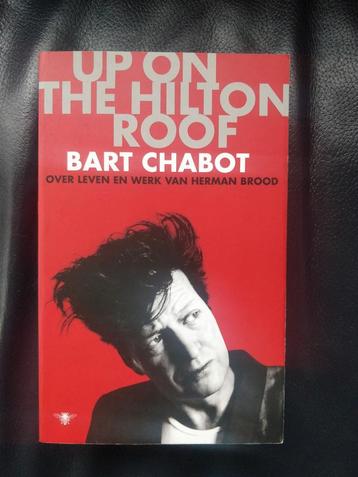 UP ON
THE HILTON
ROOF
BART CHABOT
OVER LEVEN EN WERK VAN HERMAN BROOD